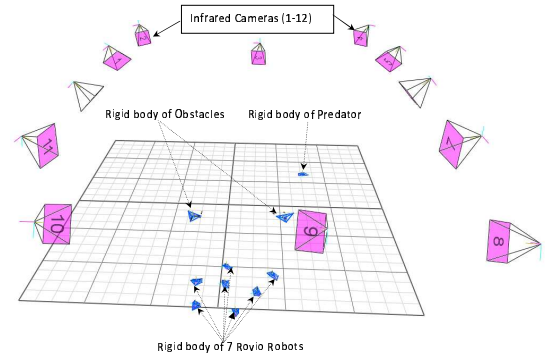 Infrared Cameras (1-12)
Rigid body of Obstacles
Rigid body of Predator
11
10
9
8
Rigid body of 7 Rovio Robots